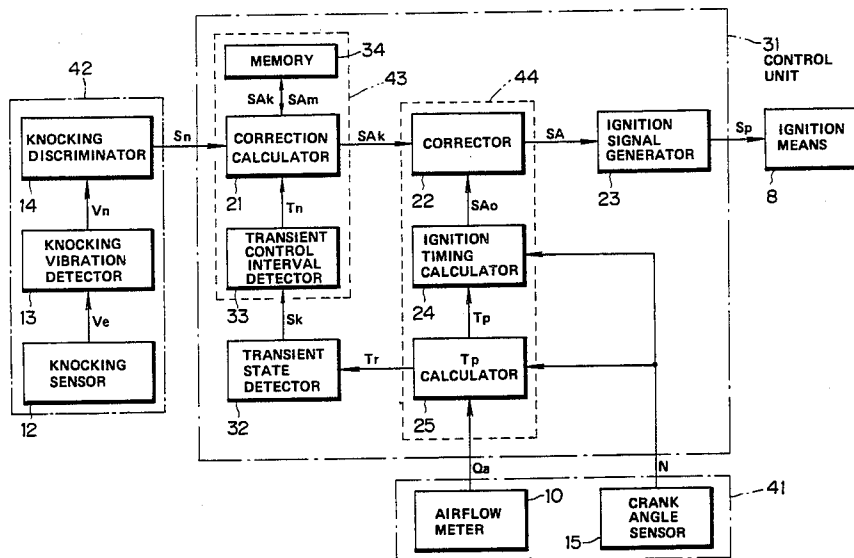 42
34
MEMORY
43
31
CONTROL
UNIT
SAk SAm
44
KNOCKING
DISCRIMINATOR
Sn
CORRECTION
CALCULATOR
SAk
CORRECTOR
SA
IGNITION
SIGNAL
GENERATOR
Sp
IGNITION
MEANS
14
Vn
21
Tn
22
SAo
23
8
KNOCKING
VIBRATION
DETECTOR
TRANSIENT
CONTROL
INTERVAL
DETECTOR
IGNITION
TIMING
CALCULATOR
13
Ve
33
Sk
24
Tp
KNOCKING
SENSOR
TRANSIENT
STATE
DETECTOR
Tr
Tp
CALCULATOR
12
32
25
Qa
N
10
41
AIRFLOW
METER
CRANK
ANGLE
SENSOR
15